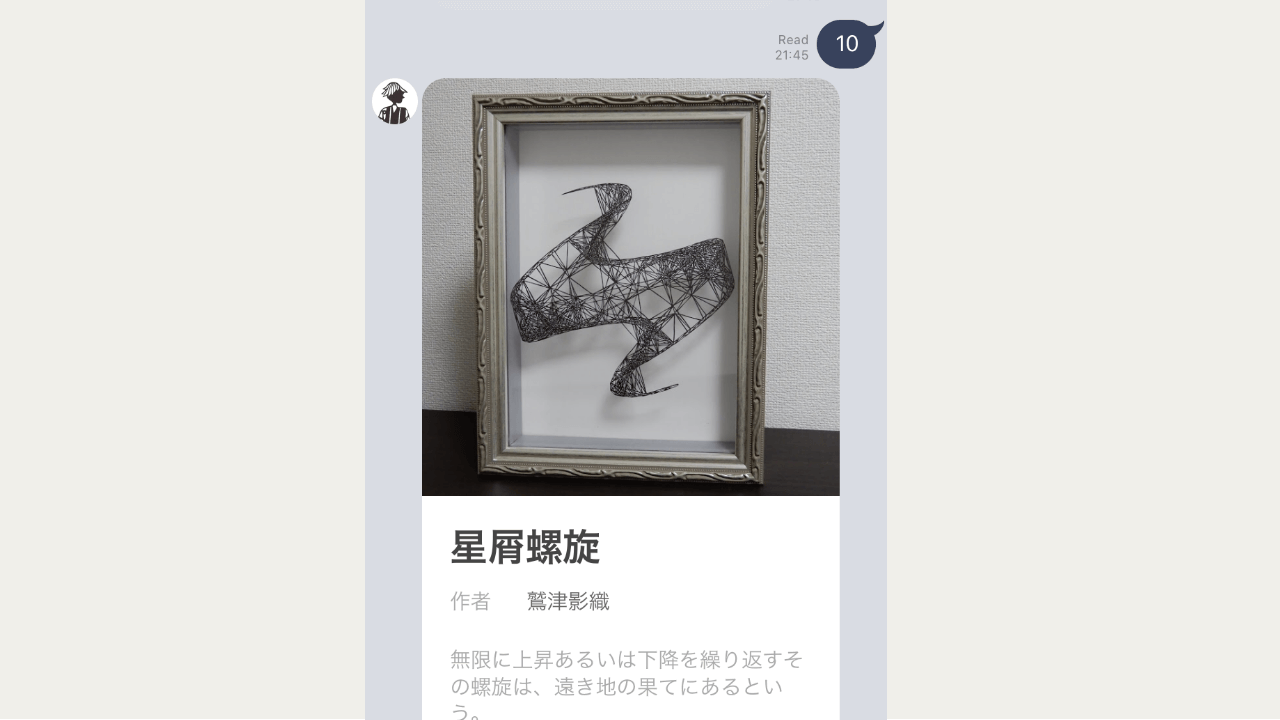 Read
21:45
10
星屑螺旋
作者 鷲津影織
無限に上昇あるいは下降を繰り返すそ
の螺旋は、遠き地の果てにあるとい
う。